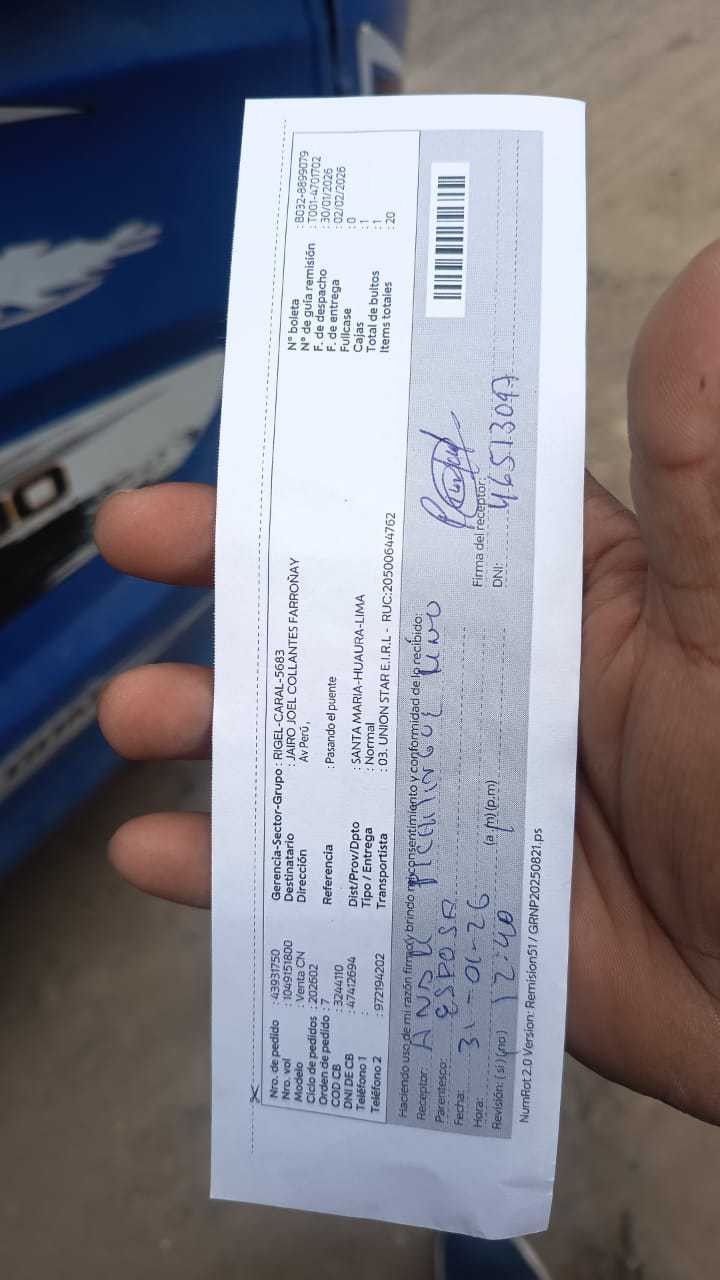 Nro. de pedido : 43931750
Nro. vol : 1049151800
Modelo : Venta CN
Ciclo de pedidos : 202602
Orden de pedido : 7
COD CB : 3244110
DNI DE CB : 47412694
Teléfono 1 :
Teléfono 2 : 972194202
Gerencia-Sector-Grupo : RIGEL-CARAL-5683
Destinatario : JAIRO JOEL COLLANTES FARROÑAY
Dirección Av Perú ,
Referencia : Pasando el puente
Dist/Prov/Dpto : SANTA MARIA-HUAURA-LIMA
Tipo / Entrega : Normal
Transportista : 03. UNION STAR E.I.R.L - RUC:20500644762
N° boleta : B032-8899079
N° de guía remisión : T001-4701702
F. de despacho : 30/01/2026
F. de entrega : 02/02/2026
Fullcase : 0
Cajas : 1
Total de bultos : 1
Items totales : 20
Haciendo uso de mi razón firmo y brindo mi consentimiento y conformidad de lo recibido:
Receptor: LINO
Parentesco: ESPOSA
Fecha: 31-01-26
Hora: 12:40 (a.m)(p.m)
Revisión: (si)(no)
Firma del receptor:
DNI: 46513097
NumRot 2.0 Version: Remision51 / GRNP20250821.ps